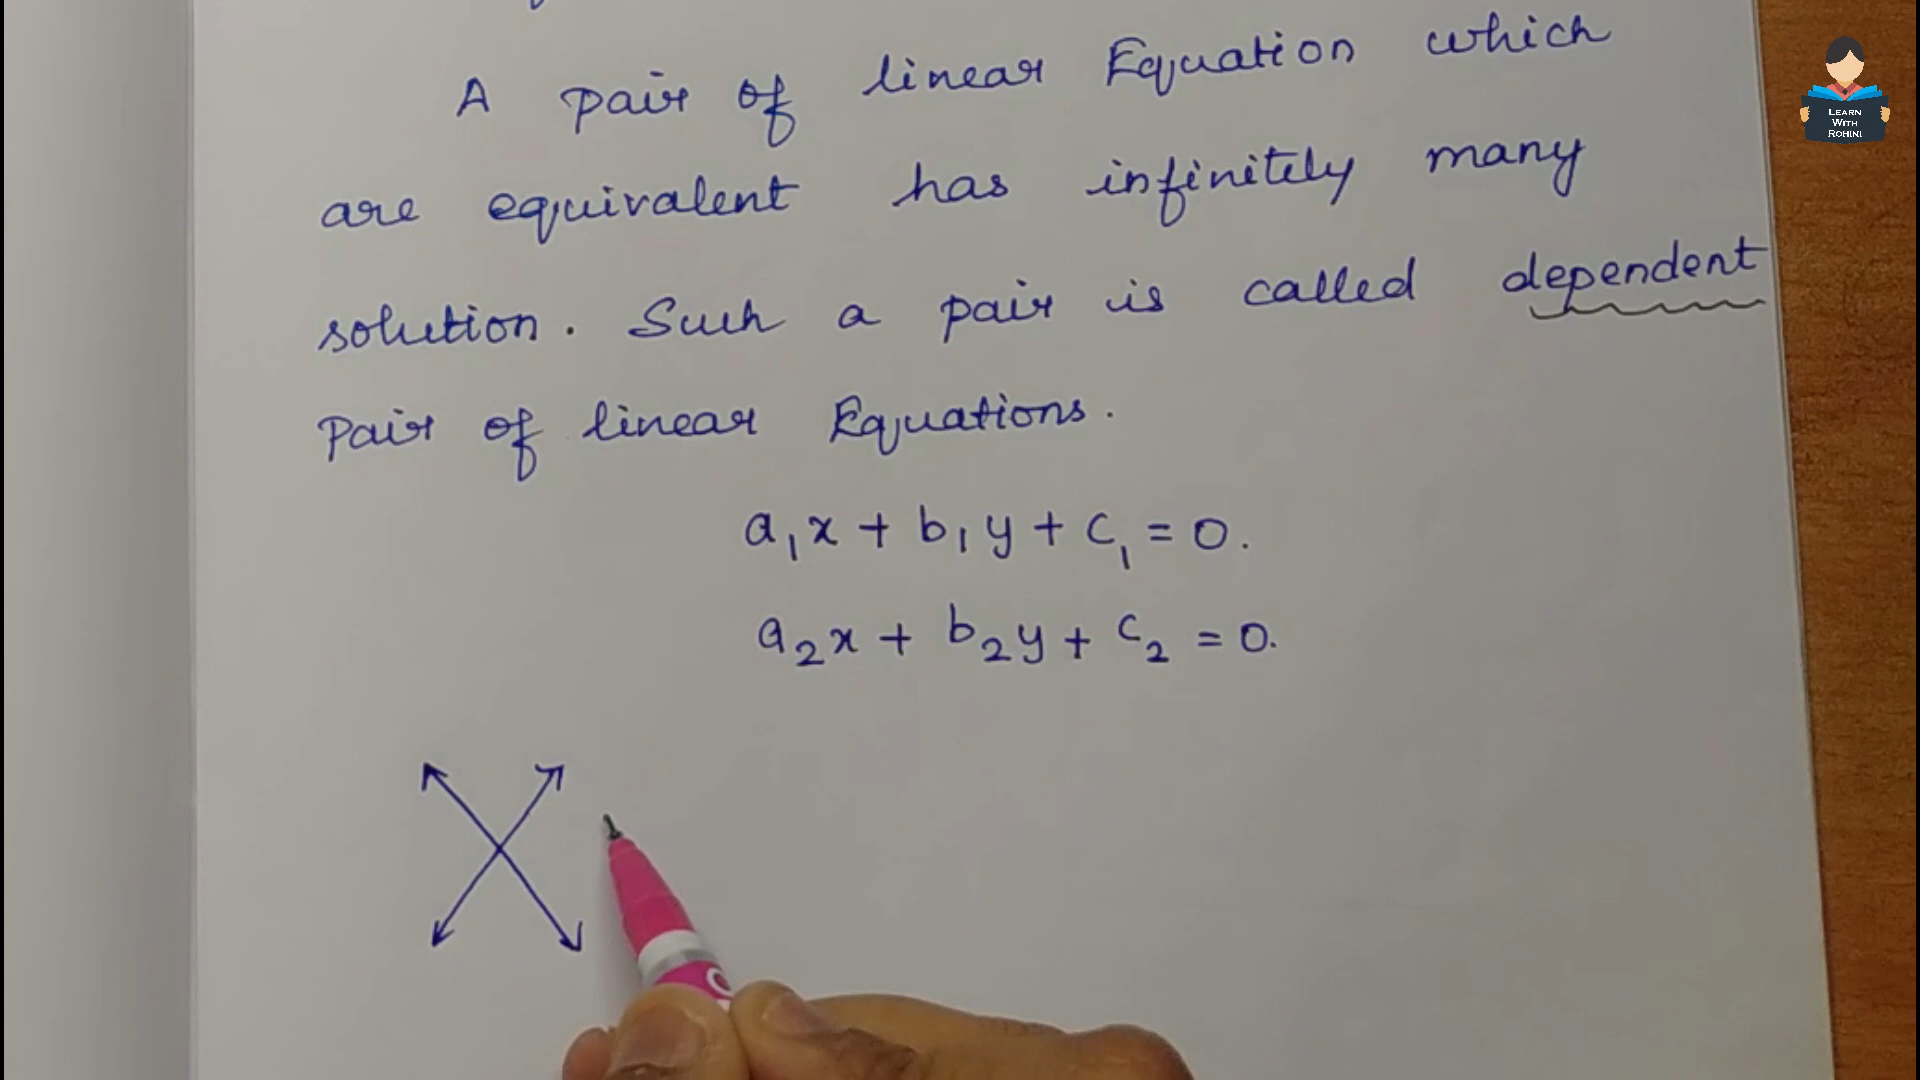 A pair of linear Equation which
are equivalent has infinitely many
solution. Such a pair is called dependent
Pair of linear Equations.
a₁x + b₁y + c₁ = 0.
a₂x + b₂y + c₂ = 0.
LEARN
WITH
ROHINI